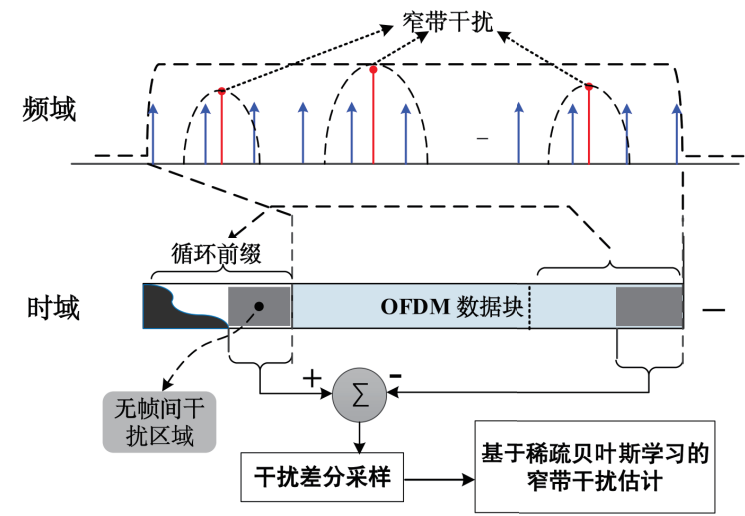 窄带干扰
频域
循环前缀
时域
OFDM 数据块
+
-
Σ
无帧间干
扰区域
干扰差分采样
基于稀疏贝叶斯学习的
窄带干扰估计